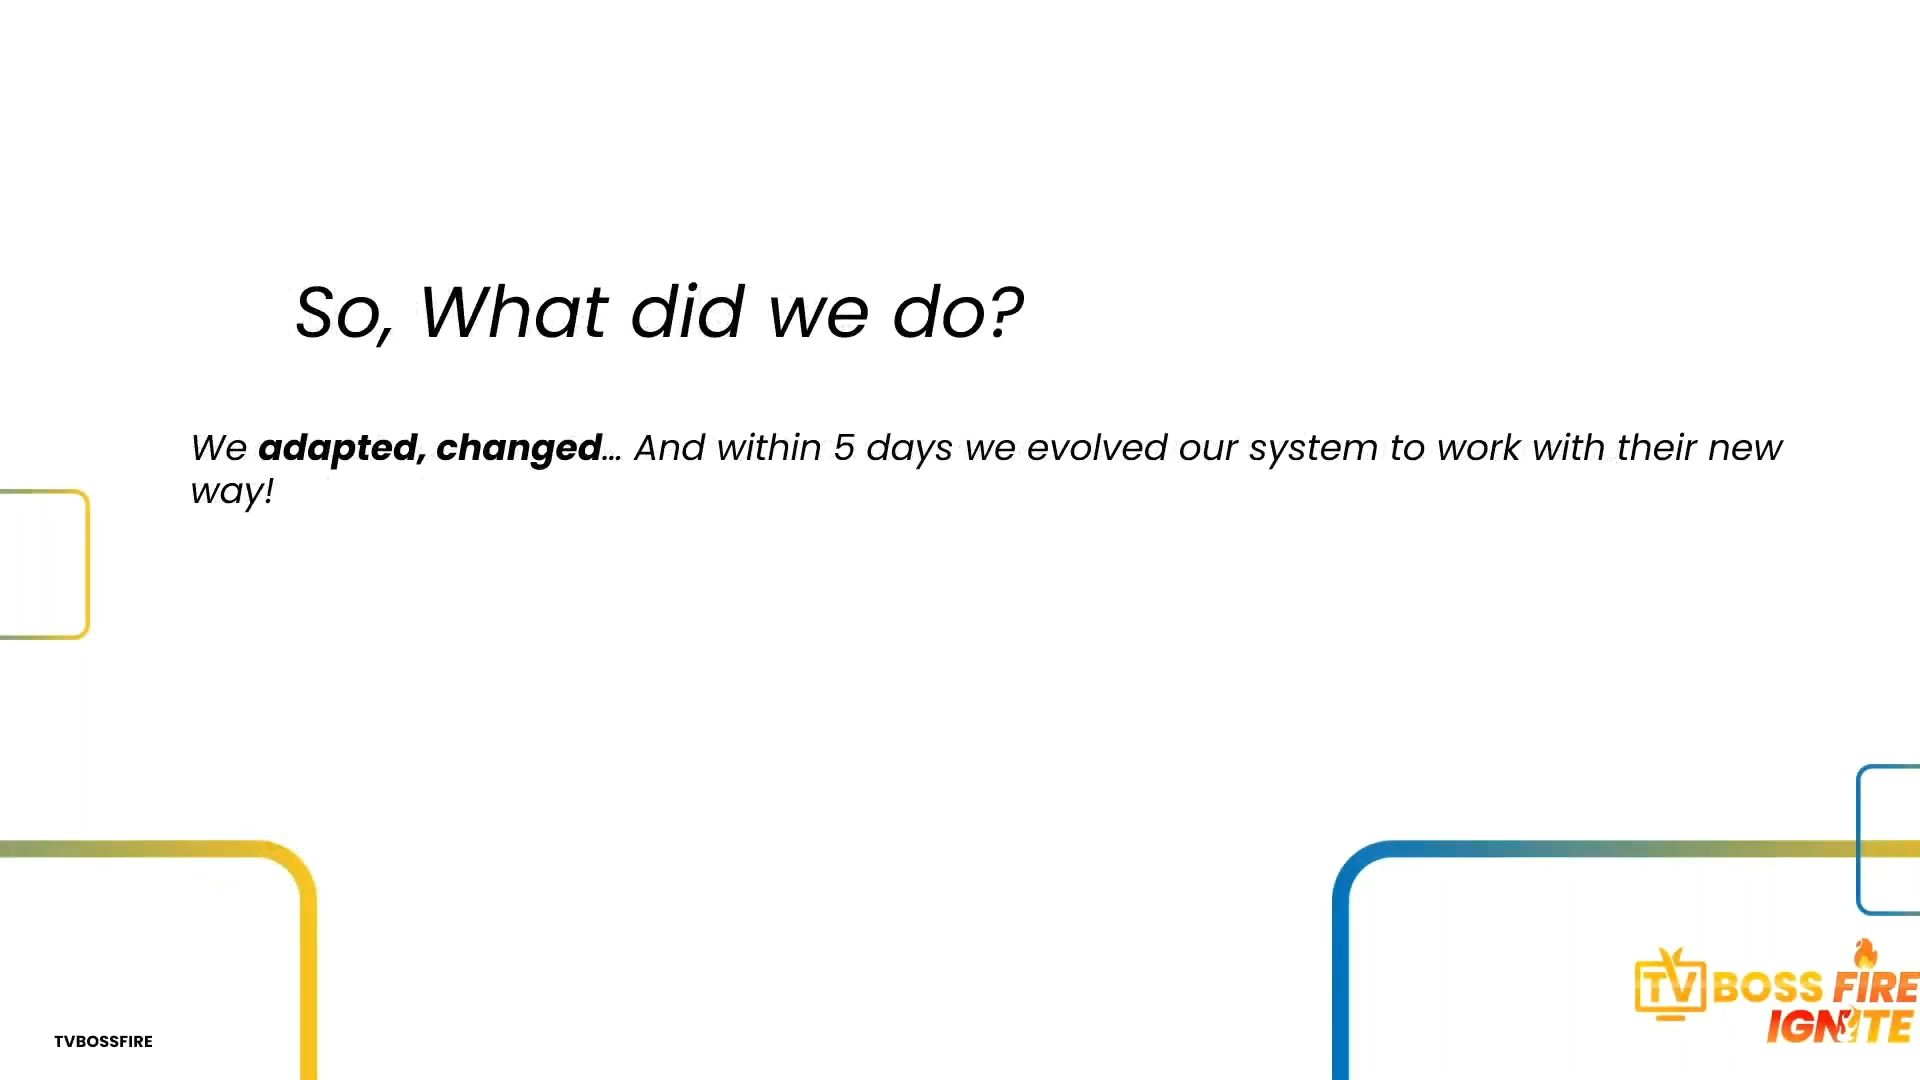 So, What did we do?
We adapted, changed... And within 5 days we evolved our system to work with their new
way!
TV BOSS FIRE
IGNITE
TVBOSSFIRE